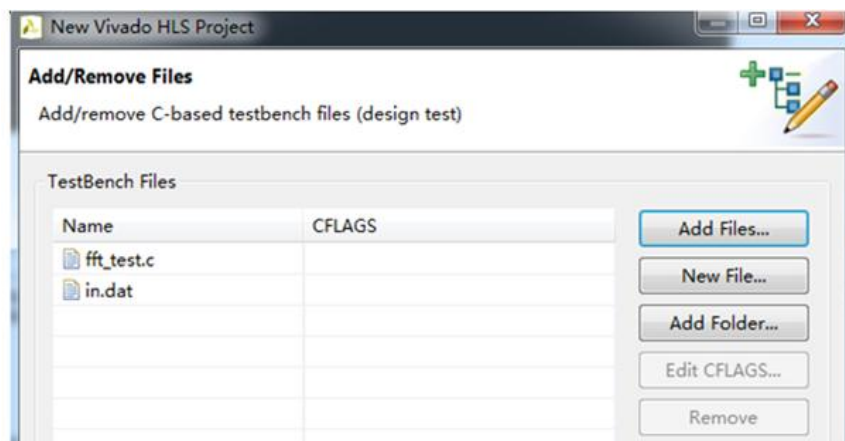 New Vivado HLS Project
Add/Remove Files
Add/remove C-based testbench files (design test)
TestBench Files
Name CFLAGS
fft_test.c
in.dat
Add Files...
New File...
Add Folder...
Edit CFLAGS...
Remove